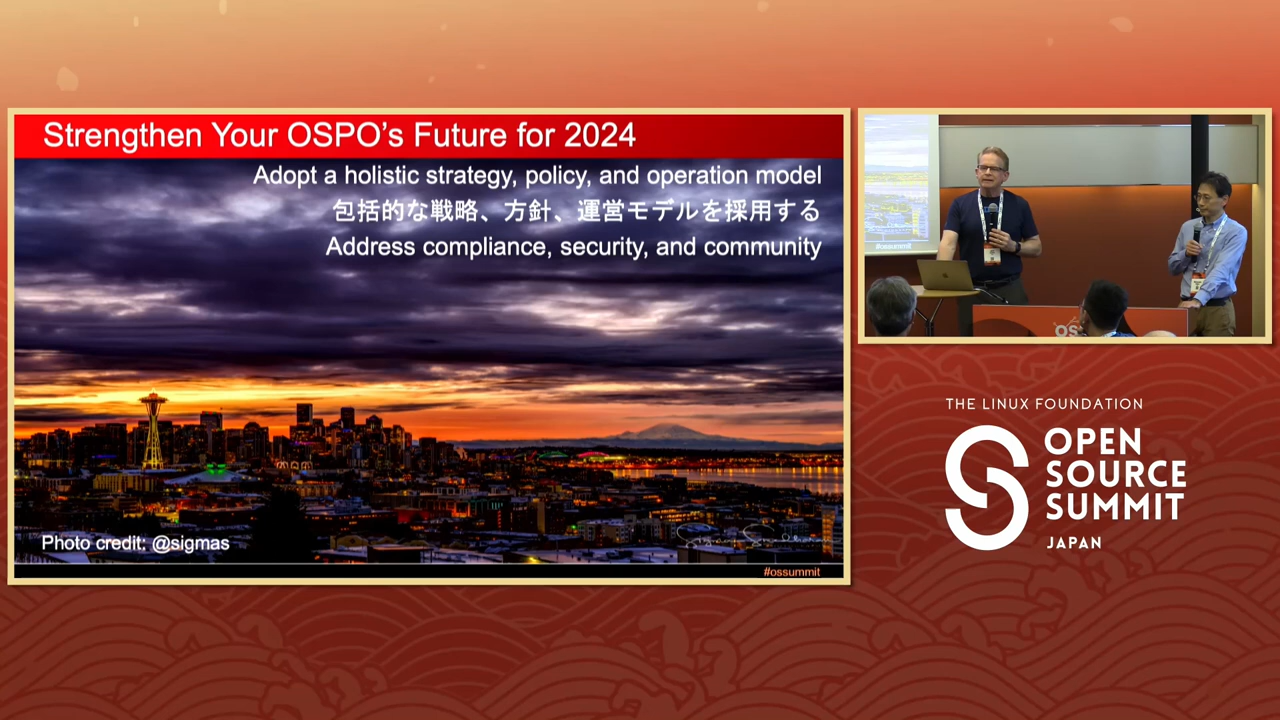 Strengthen Your OSPO's Future for 2024
Adopt a holistic strategy, policy, and operation model
包括的な戦略、方針、運営モデルを採用する
Address compliance, security, and community
Photo credit: @sigmas
#ossummit
#ossummit
THE LINUX FOUNDATION
OPEN
SOURCE
SUMMIT
JAPAN